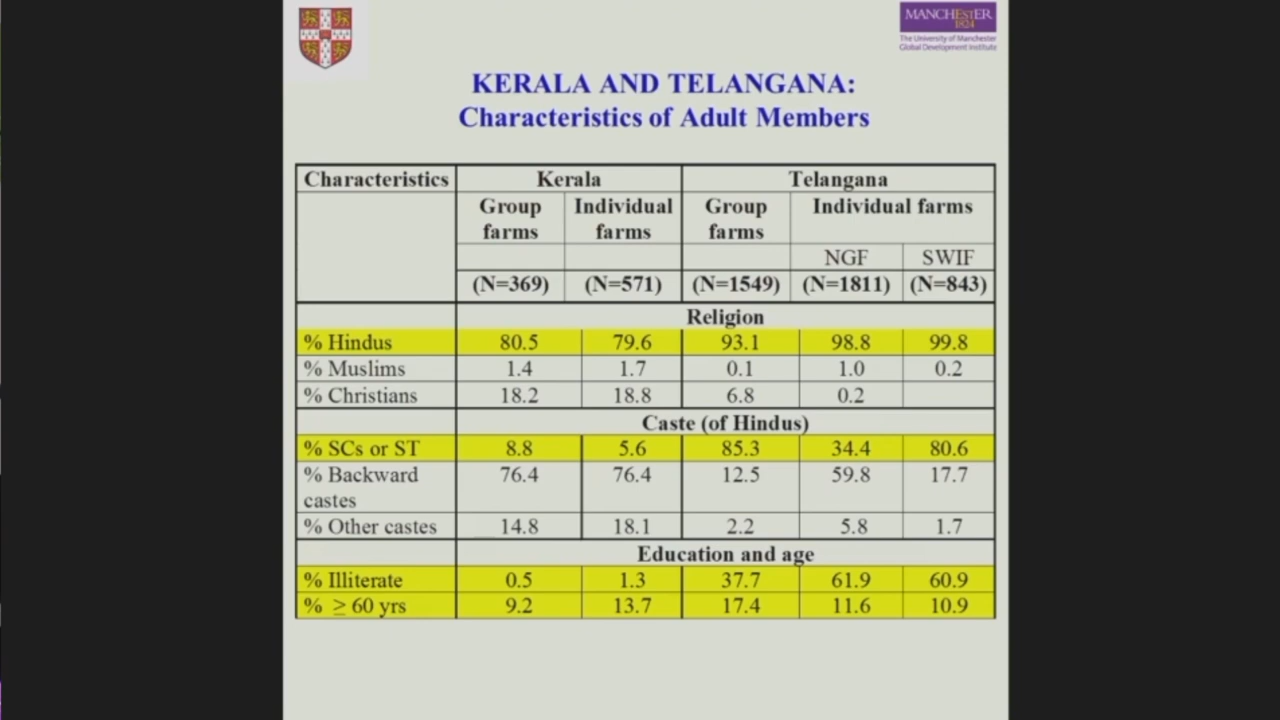 MANCHESTER
1824
The University of Manchester
Global Development Institute
KERALA AND TELANGANA:
Characteristics of Adult Members
Characteristics Kerala Telangana
Group farms Individual farms Group farms Individual farms
NGF SWIF
(N=369) (N=571) (N=1549) (N=1811) (N=843)
Religion
% Hindus 80.5 79.6 93.1 98.8 99.8
% Muslims 1.4 1.7 0.1 1.0 0.2
% Christians 18.2 18.8 6.8 0.2
Caste (of Hindus)
% SCs or ST 8.8 5.6 85.3 34.4 80.6
% Backward castes 76.4 76.4 12.5 59.8 17.7
% Other castes 14.8 18.1 2.2 5.8 1.7
Education and age
% Illiterate 0.5 1.3 37.7 61.9 60.9
% ≥ 60 yrs 9.2 13.7 17.4 11.6 10.9